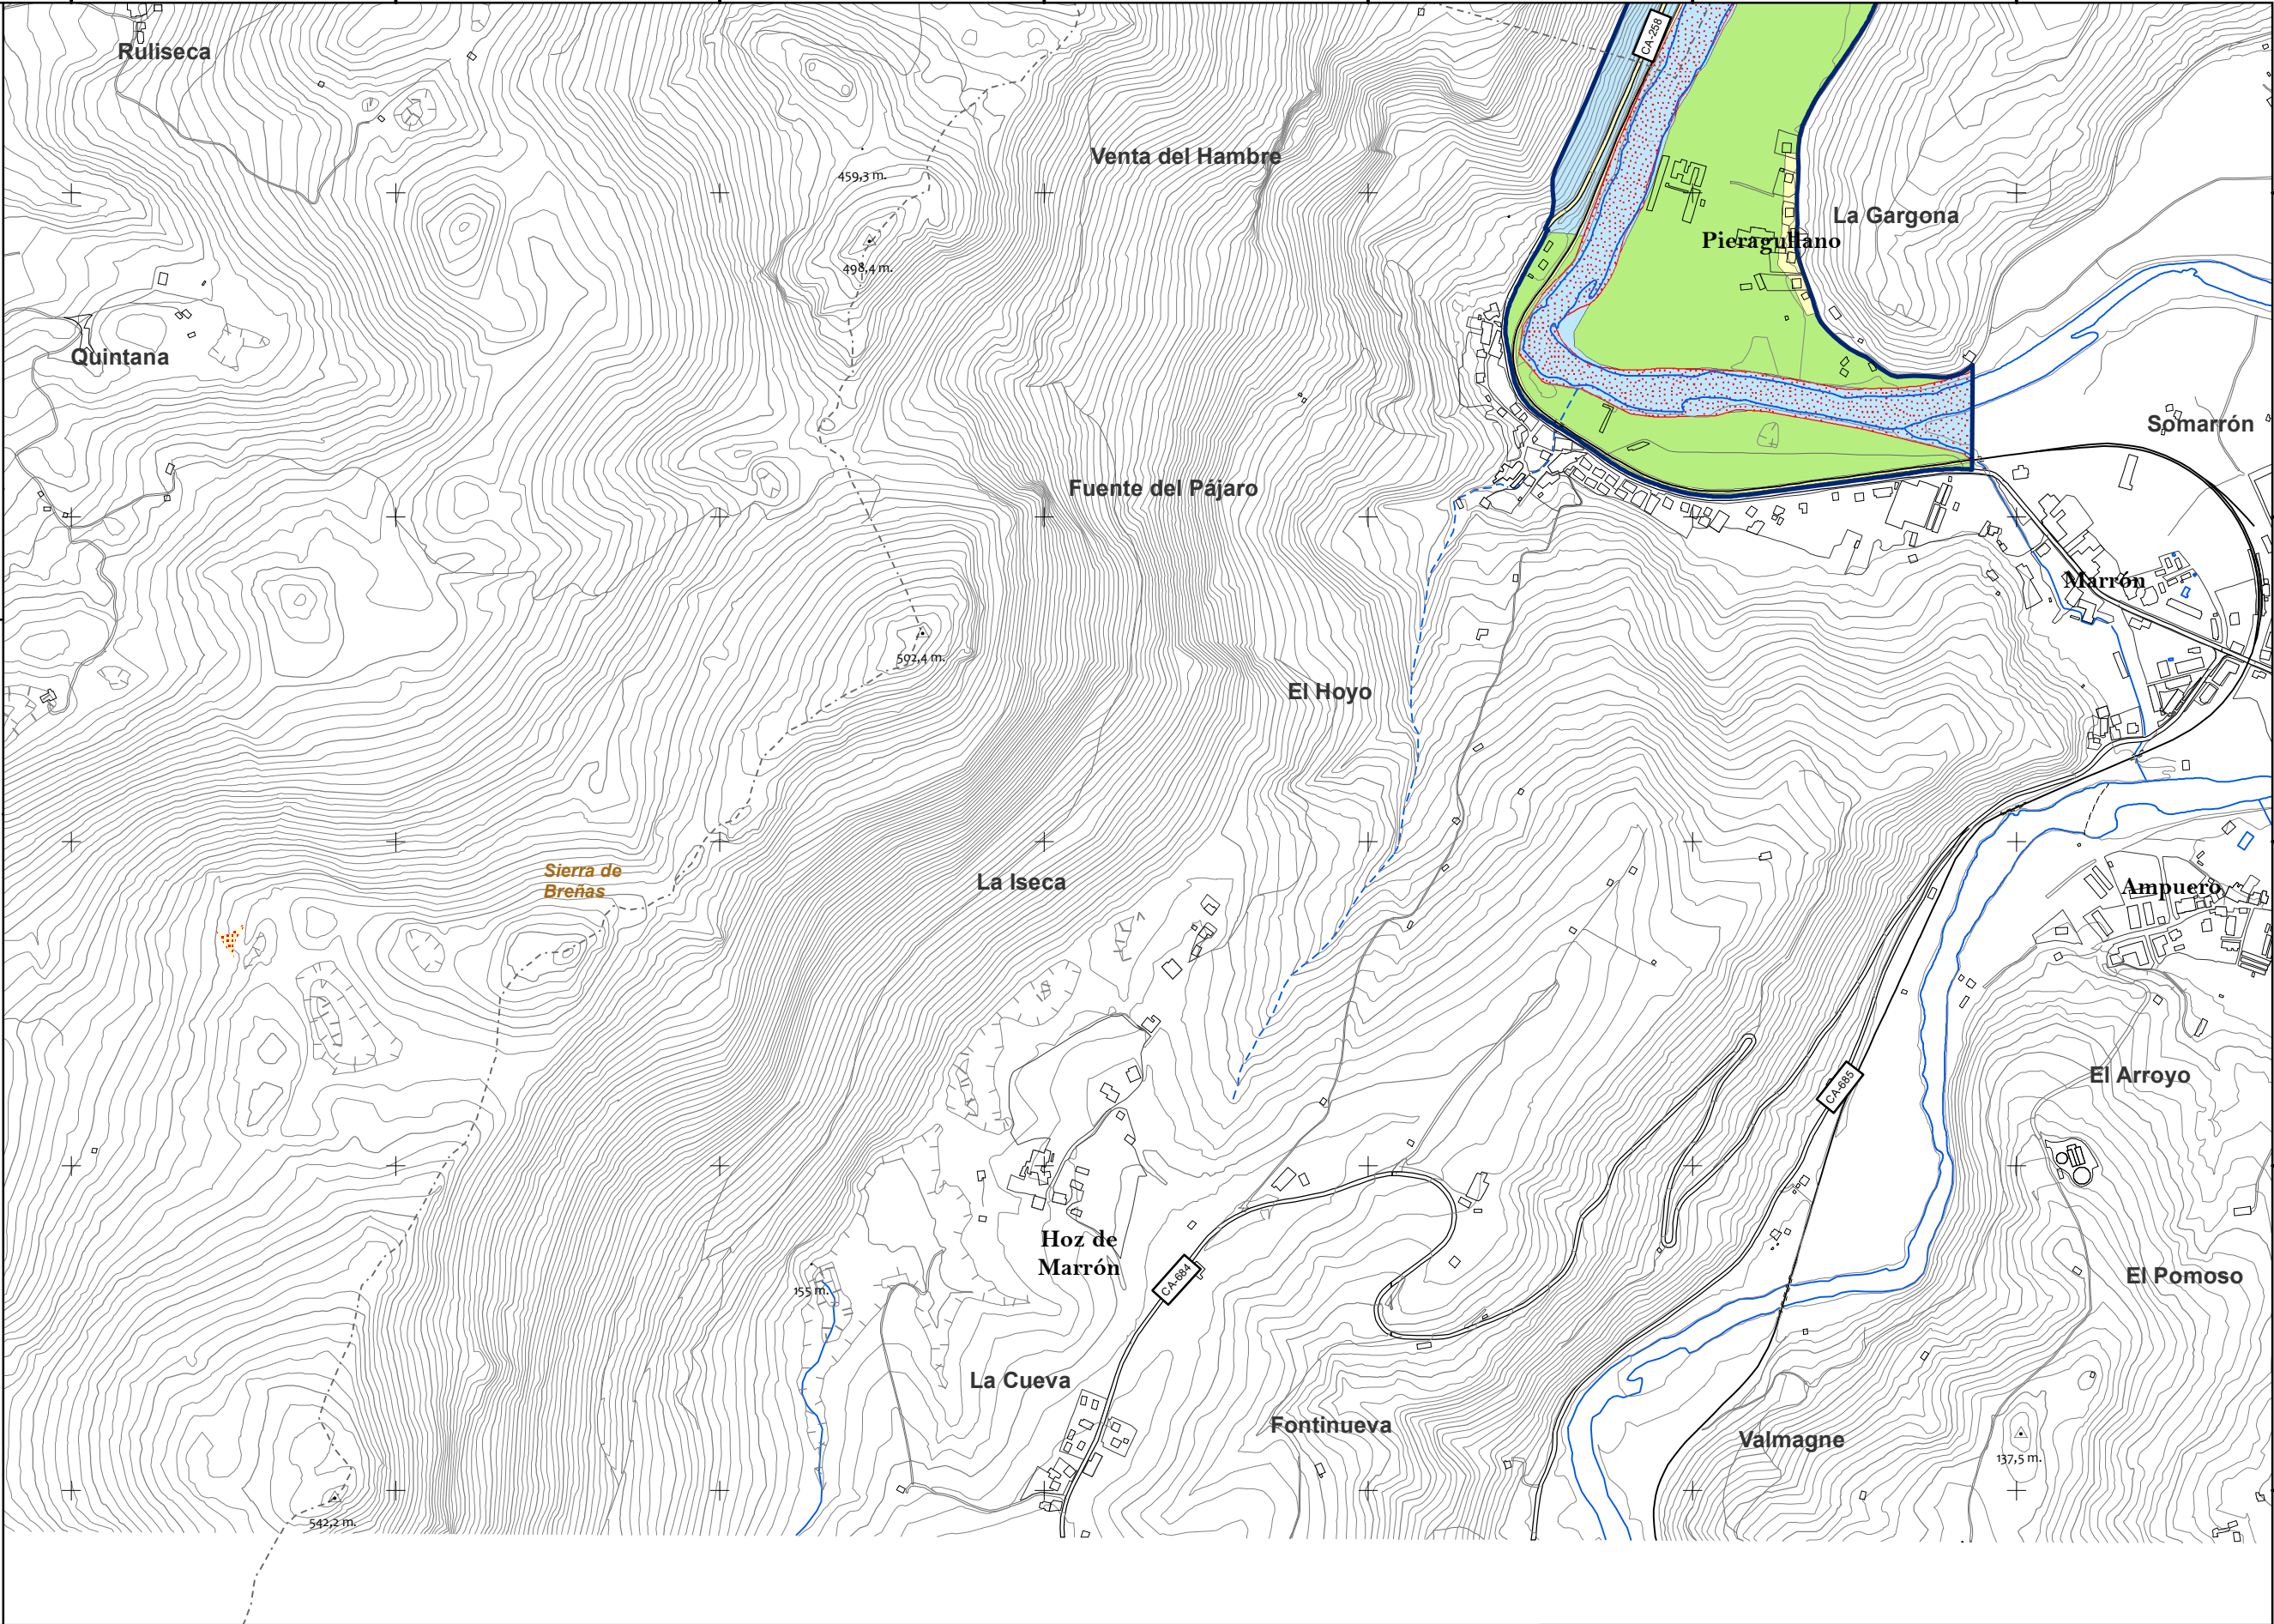 CA-258
Ruliseca
Venta del Hambre
459,3 m.
La Gargona
Pieragullano
498,4 m.
Quintana
Somarrón
Fuente del Pájaro
Marrón
502,4 m.
El Hoyo
Sierra de
Breñas
La Iseca
Ampuero
El Arroyo
CA-685
Hoz de
Marrón
CA-684
El Pomoso
155 m.
La Cueva
Fontinueva
Valmagne
137,5 m.
542,2 m.